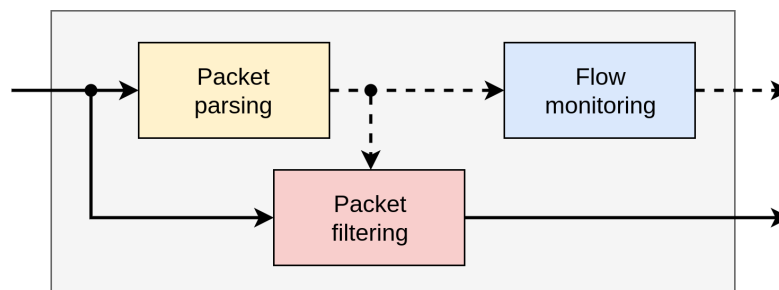 Packet
parsing
Flow
monitoring
Packet
filtering